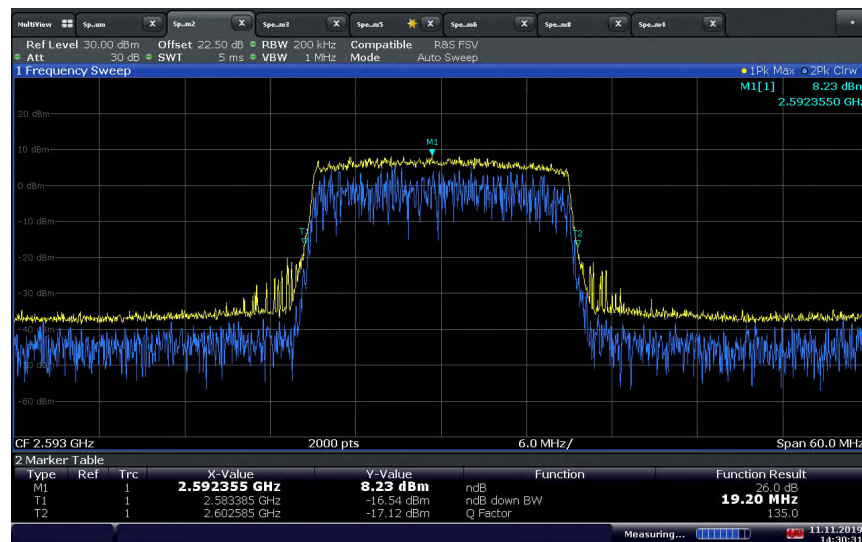 MultiView Sp...um X Sp...m2 X Spe...m3 X Spe...m5 X Spe...m6 X Spe...m8 X Spe...m4 X
Ref Level 30.00 dBm Offset 22.50 dB RBW 200 kHz Compatible R&S FSV
Att 30 dB SWT 5 ms VBW 1 MHz Mode Auto Sweep
1 Frequency Sweep 1Pk Max 2Pk Clrw
M1[1] 8.23 dBm
2.5923550 GHz
20 dBm
10 dBm
M1
0 dBm
-10 dBm
T1 T2
-20 dBm
-30 dBm
-40 dBm
-50 dBm
-60 dBm
CF 2.593 GHz 2000 pts 6.0 MHz/ Span 60.0 MHz
2 Marker Table
Type Ref Trc X-Value Y-Value Function Function Result
M1 1 2.592355 GHz 8.23 dBm ndB 26.0 dB
T1 1 2.583385 GHz -16.54 dBm ndB down BW 19.20 MHz
T2 1 2.602585 GHz -17.12 dBm Q Factor 135.0
Measuring... 11.11.2019
14:30:31